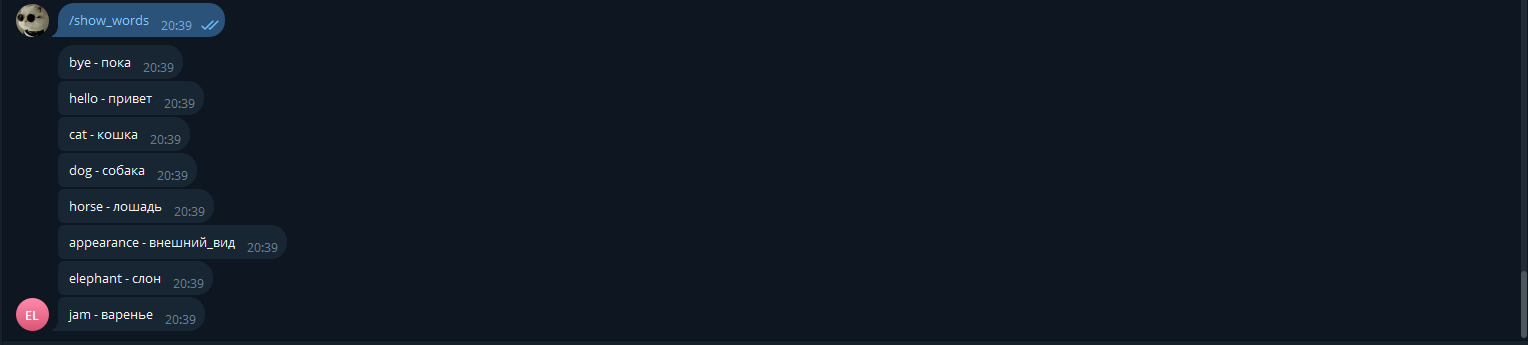 /show_words 20:39
bye - пока 20:39
hello - привет 20:39
cat - кошка 20:39
dog - собака 20:39
horse - лошадь 20:39
appearance - внешний_вид 20:39
elephant - слон 20:39
EL jam - варенье 20:39